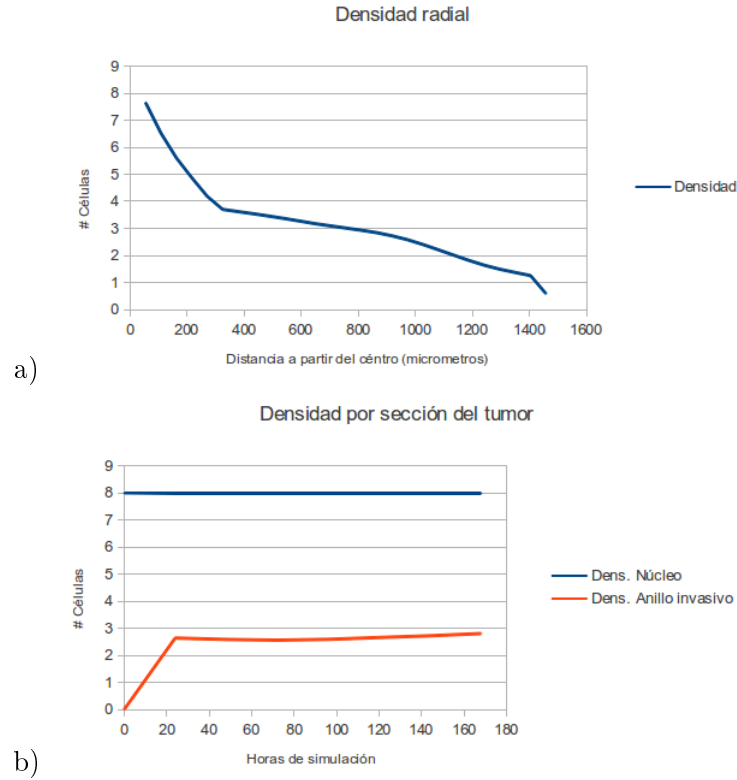 Densidad radial
9
8
7
6
5
4
3
2
1
0
# Células
0 200 400 600 800 1000 1200 1400 1600
Distancia a partir del céntro (micrometros)
Densidad
a)
Densidad por sección del tumor
9
8
7
6
5
4
3
2
1
0
# Células
0 20 40 60 80 100 120 140 160 180
Horas de simulación
Dens. Núcleo
Dens. Anillo invasivo
b)